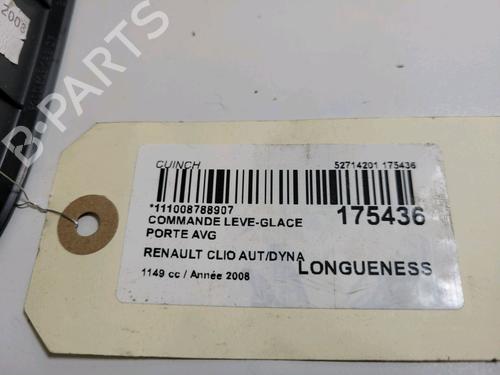 2008
B-PARTS
CUINCH
52714201 175436
*111008788907
175436
COMMANDE LEVE-GLACE
PORTE AVG
RENAULT CLIO AUT/DYNA
LONGUENESS
1149 cc / Année 2008